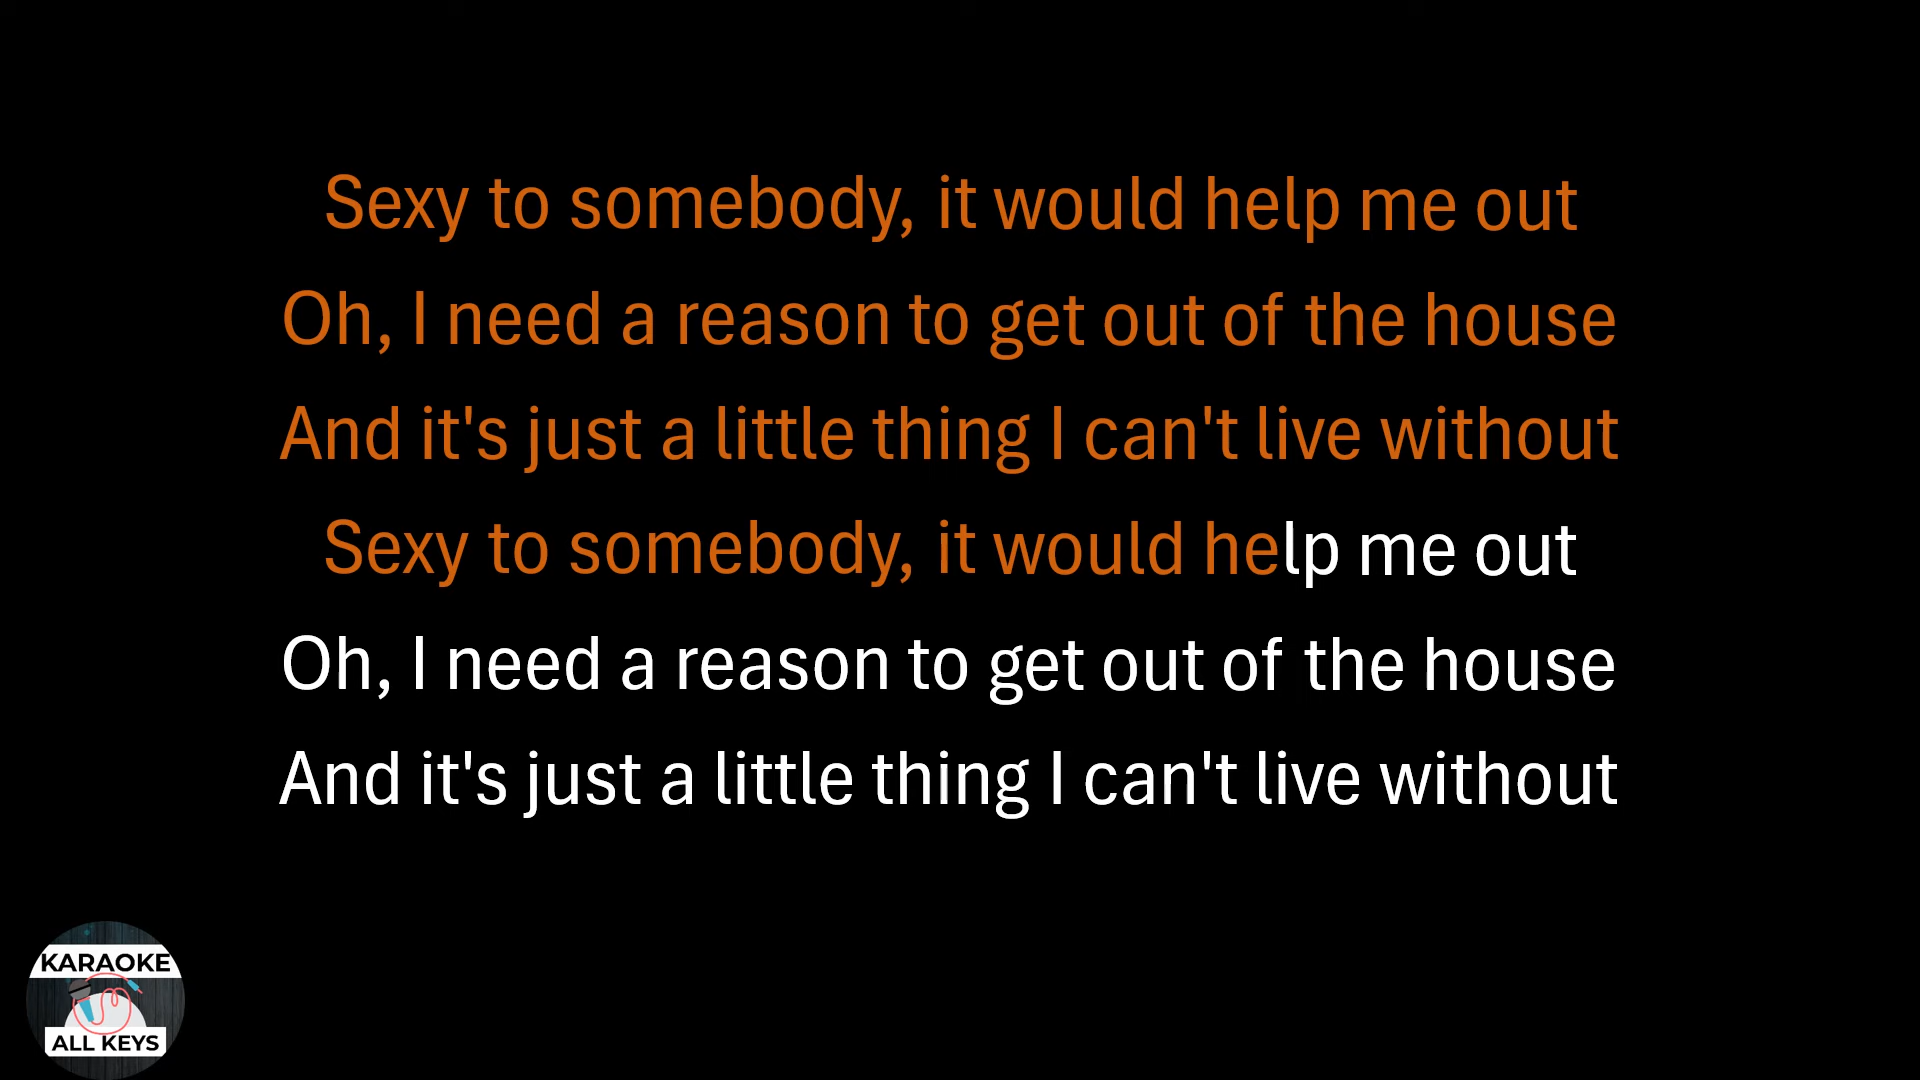 Sexy to somebody, it would help me out
Oh, I need a reason to get out of the house
And it's just a little thing I can't live without
Sexy to somebody, it would help me out
Oh, I need a reason to get out of the house
And it's just a little thing I can't live without
KARAOKE
ALL KEYS